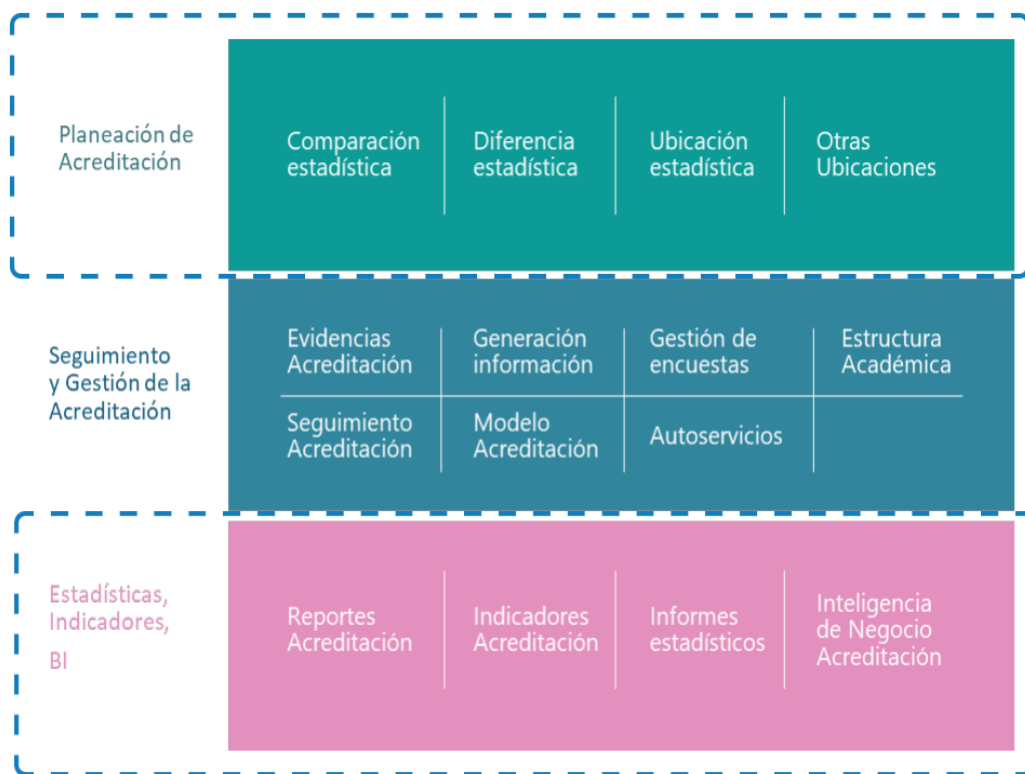 Planeación de
Acreditación
Comparación
estadística
Diferencia
estadística
Ubicación
estadística
Otras
Ubicaciones
Seguimiento
y Gestión de la
Acreditación
Evidencias
Acreditación
Generación
información
Gestión de
encuestas
Estructura
Académica
Seguimiento
Acreditación
Modelo
Acreditación
Autoservicios
Estadísticas,
Indicadores,
BI
Reportes
Acreditación
Indicadores
Acreditación
Informes
estadísticos
Inteligencia
de Negocio
Acreditación